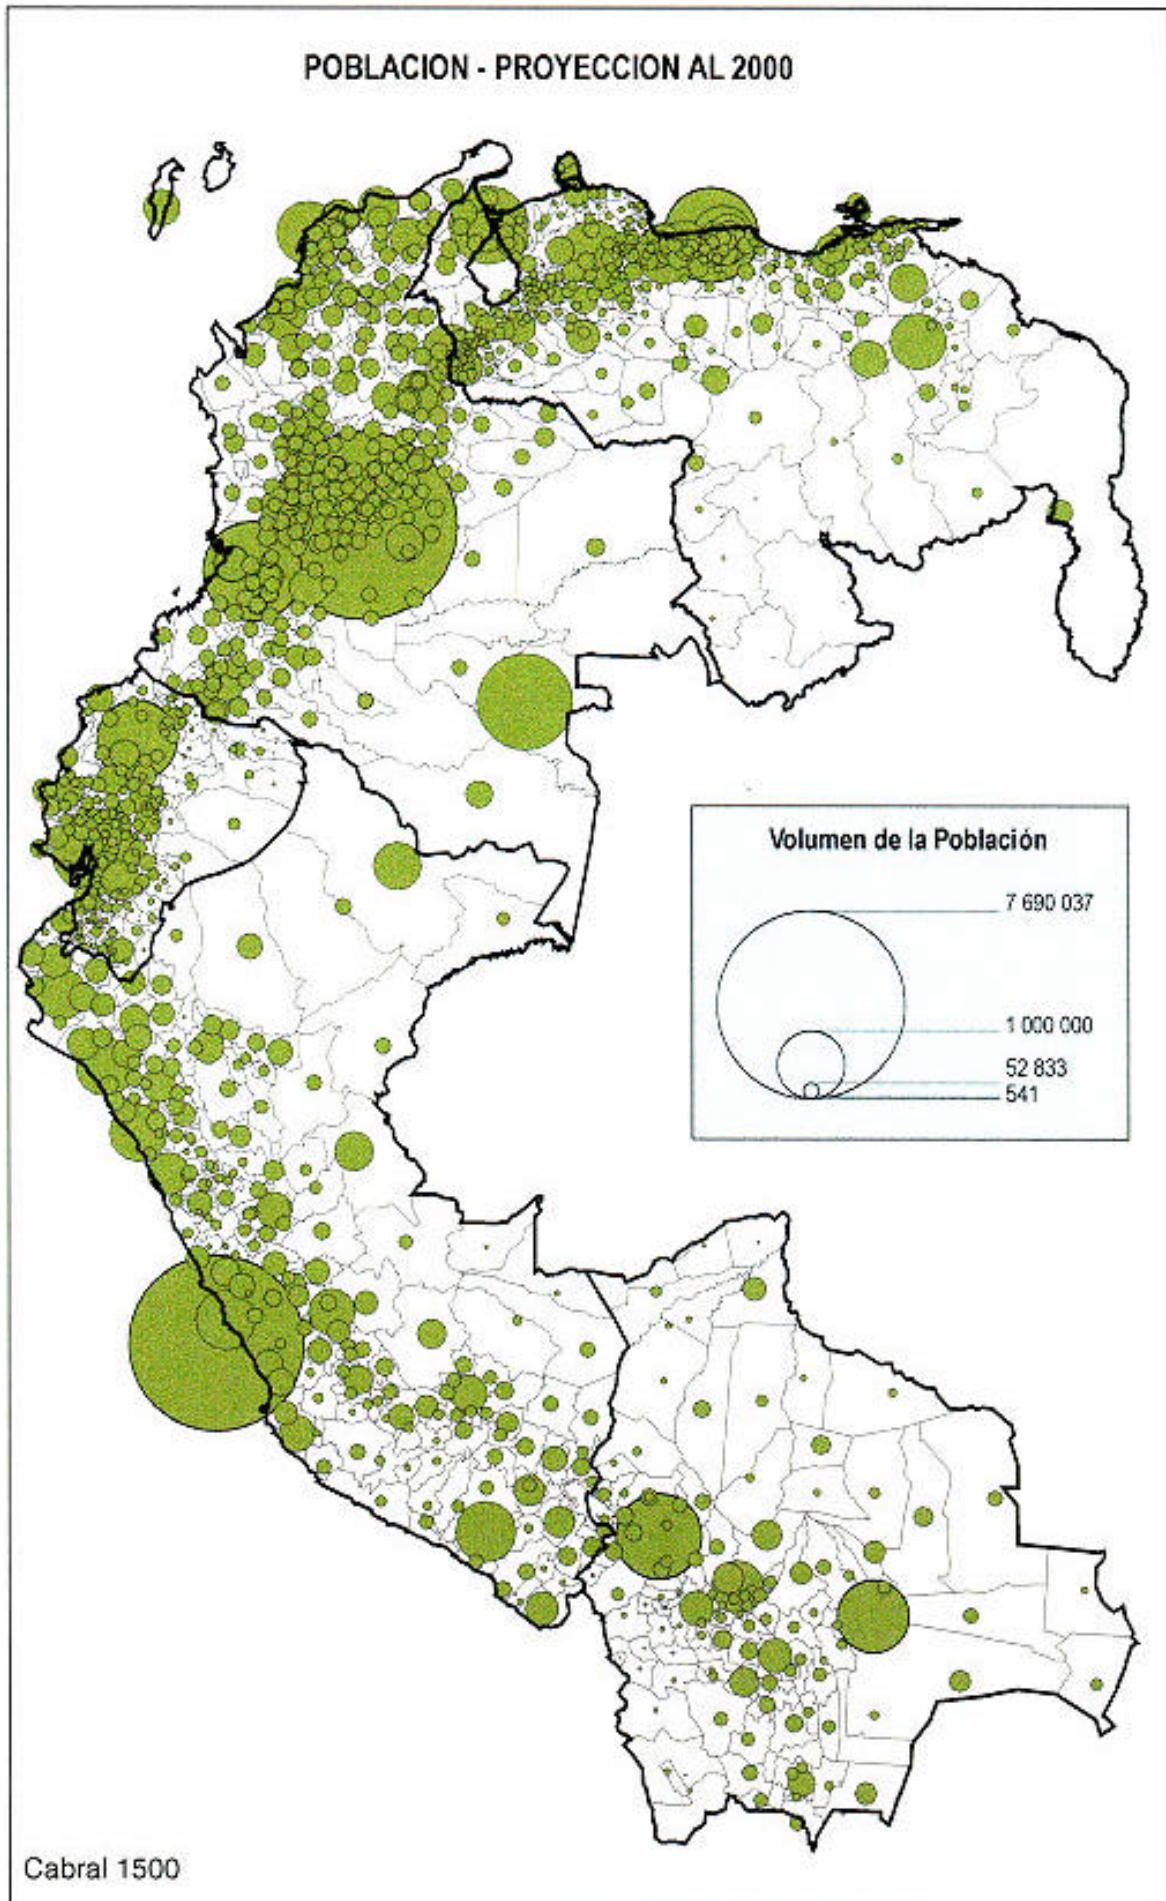 POBLACION - PROYECCION AL 2000
Volumen de la Población
7 690 037
1 000 000
52 833
541
Cabral 1500